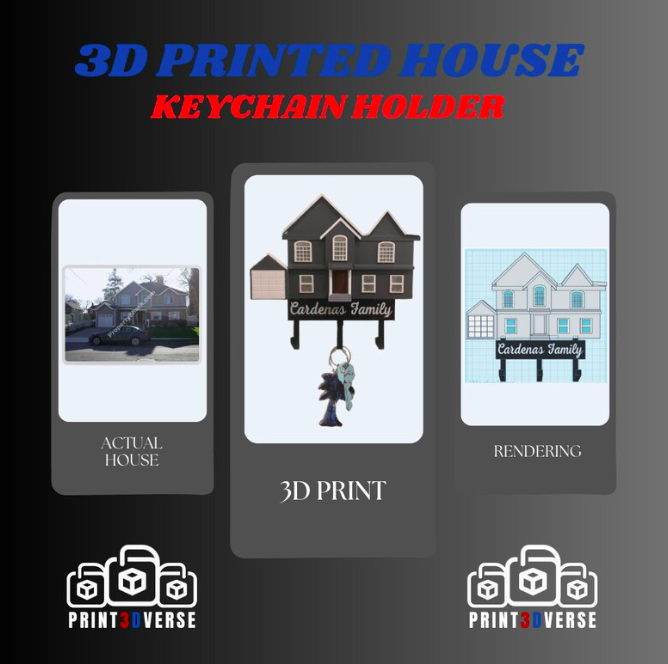 3D PRINTED HOUSE
KEYCHAIN HOLDER
Cardenas Family
Cardenas Family
ACTUAL
HOUSE
3D PRINT
RENDERING
PRINT3DVERSE
PRINT3DVERSE